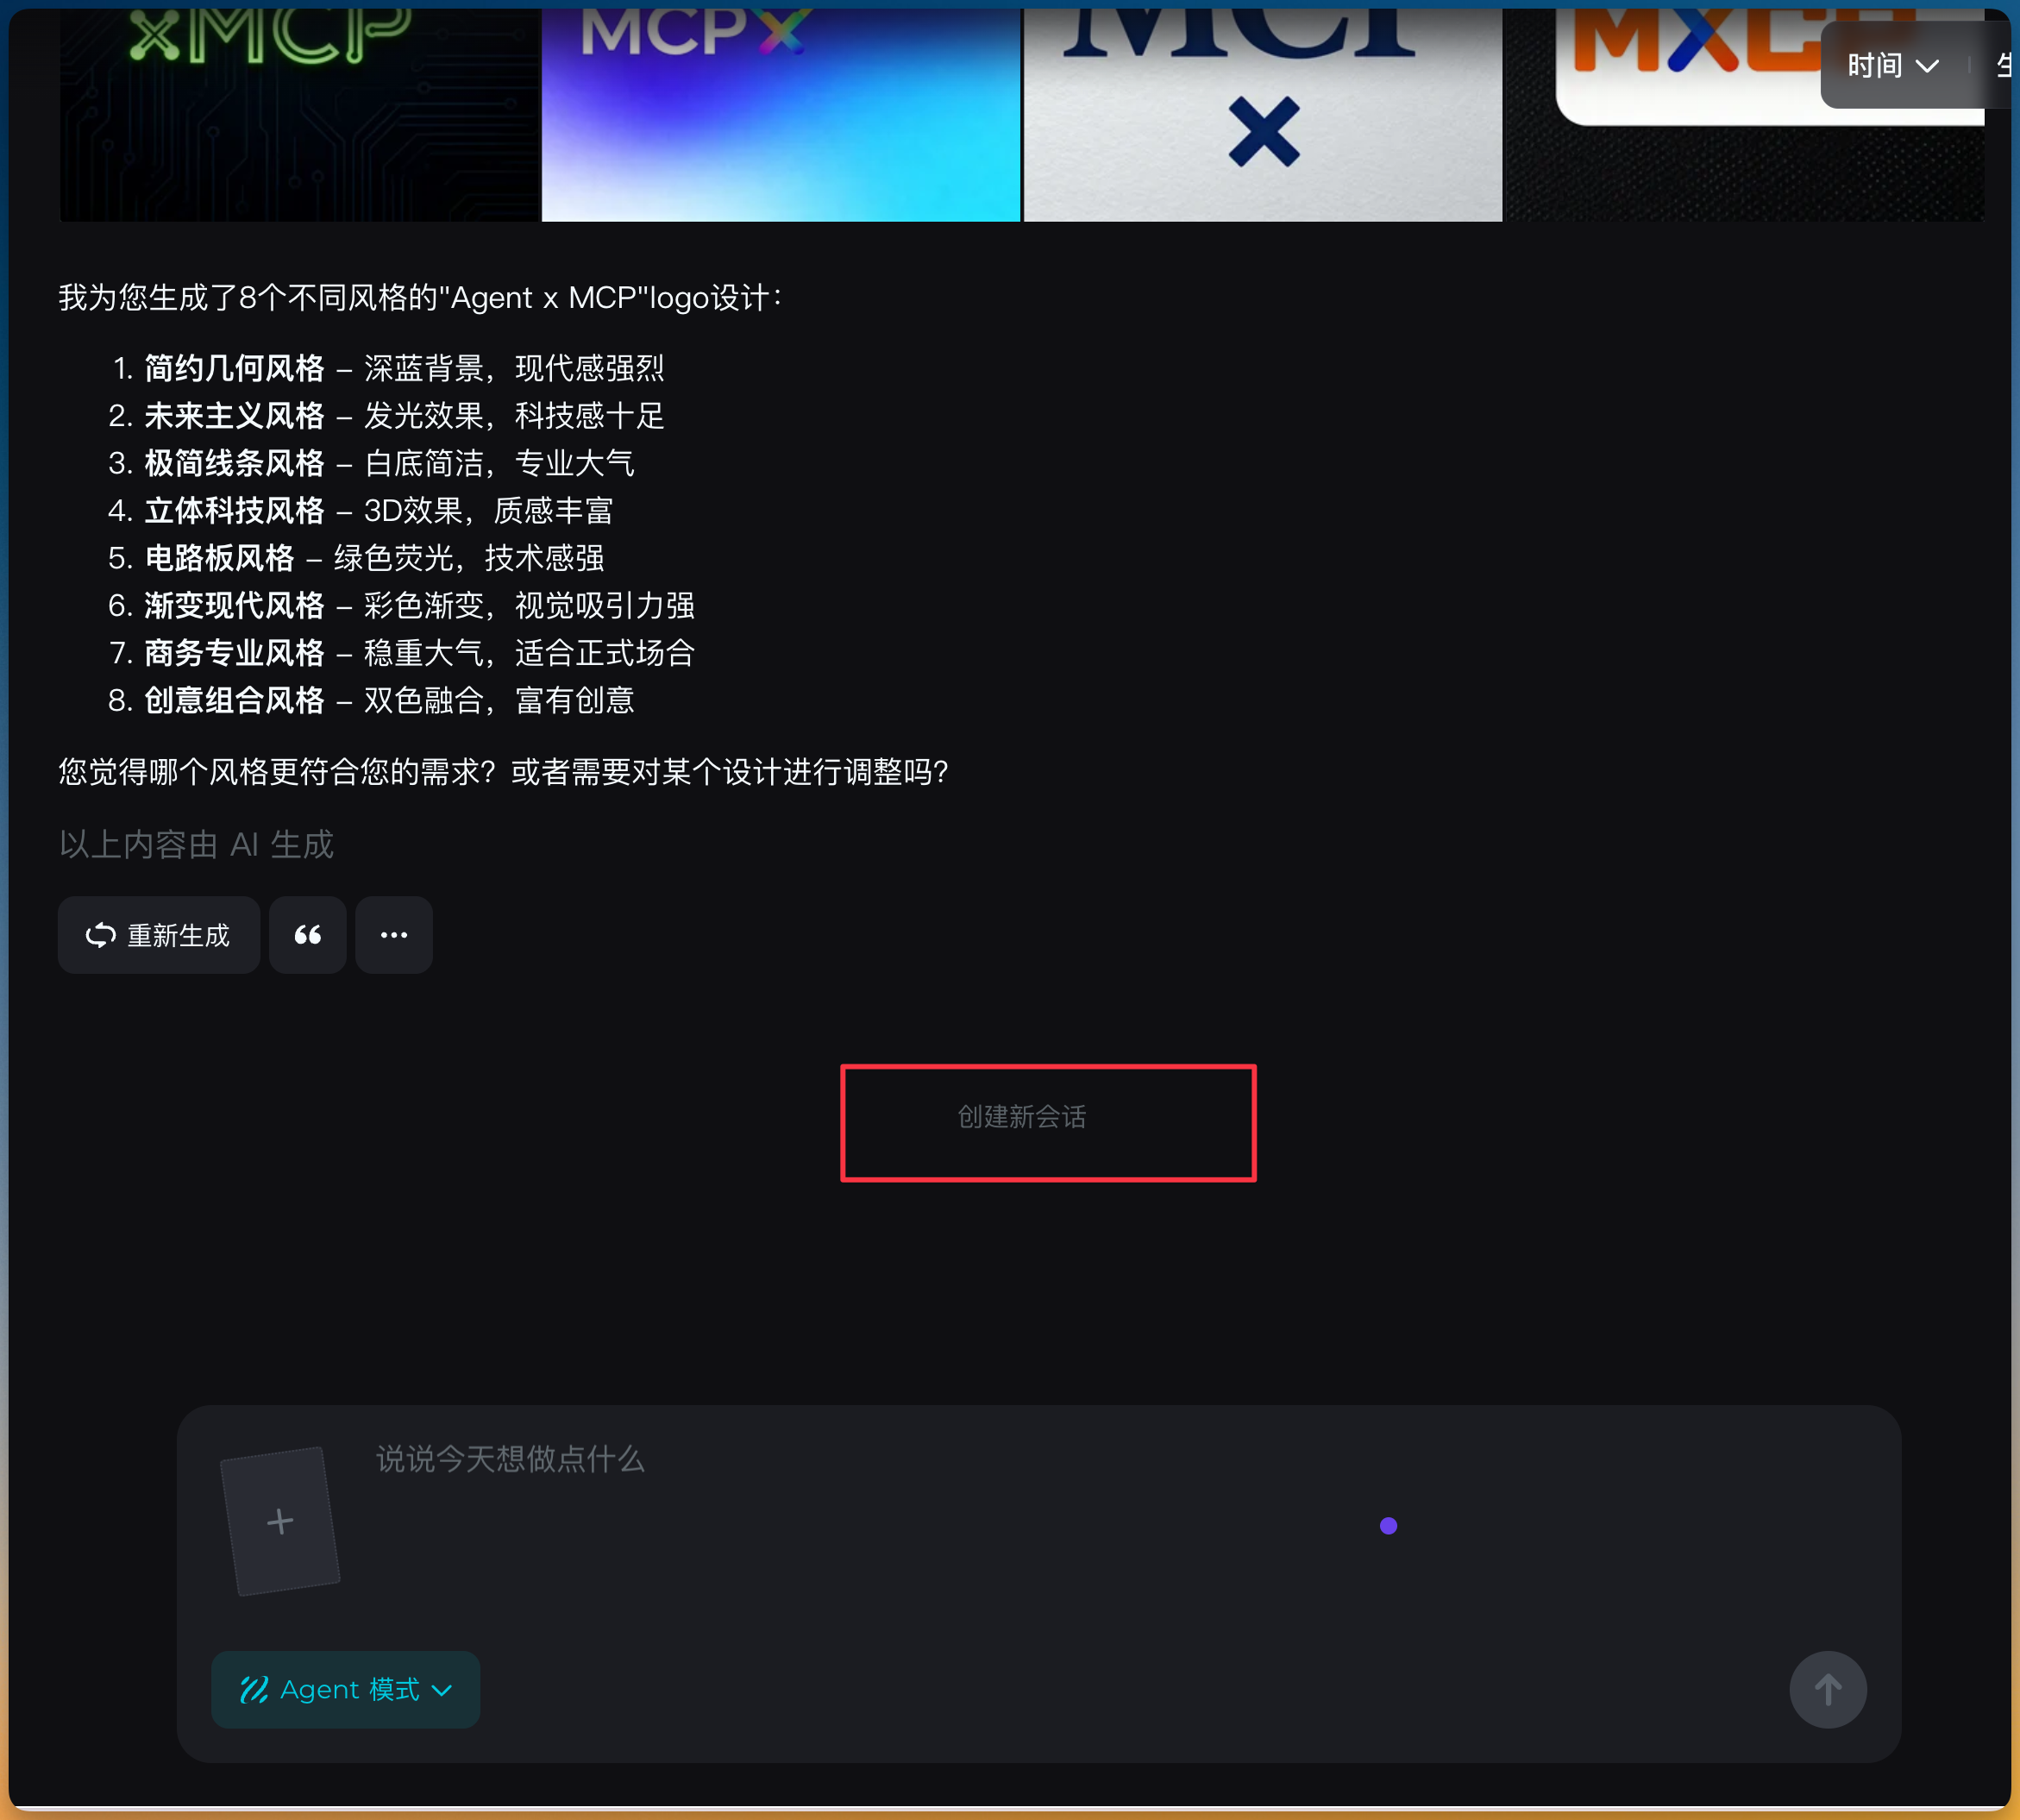 xMCP
MCPX
MCP
×
时间
我为您生成了8个不同风格的"Agent x MCP"logo设计：
1. 简约几何风格 – 深蓝背景，现代感强烈
2. 未来主义风格 – 发光效果，科技感十足
3. 极简线条风格 – 白底简洁，专业大气
4. 立体科技风格 – 3D效果，质感丰富
5. 电路板风格 – 绿色荧光，技术感强
6. 渐变现代风格 – 彩色渐变，视觉吸引力强
7. 商务专业风格 – 稳重大气，适合正式场合
8. 创意组合风格 – 双色融合，富有创意
您觉得哪个风格更符合您的需求？或者需要对某个设计进行调整吗？
以上内容由 AI 生成
重新生成
创建新会话
说说今天想做点什么
Agent 模式